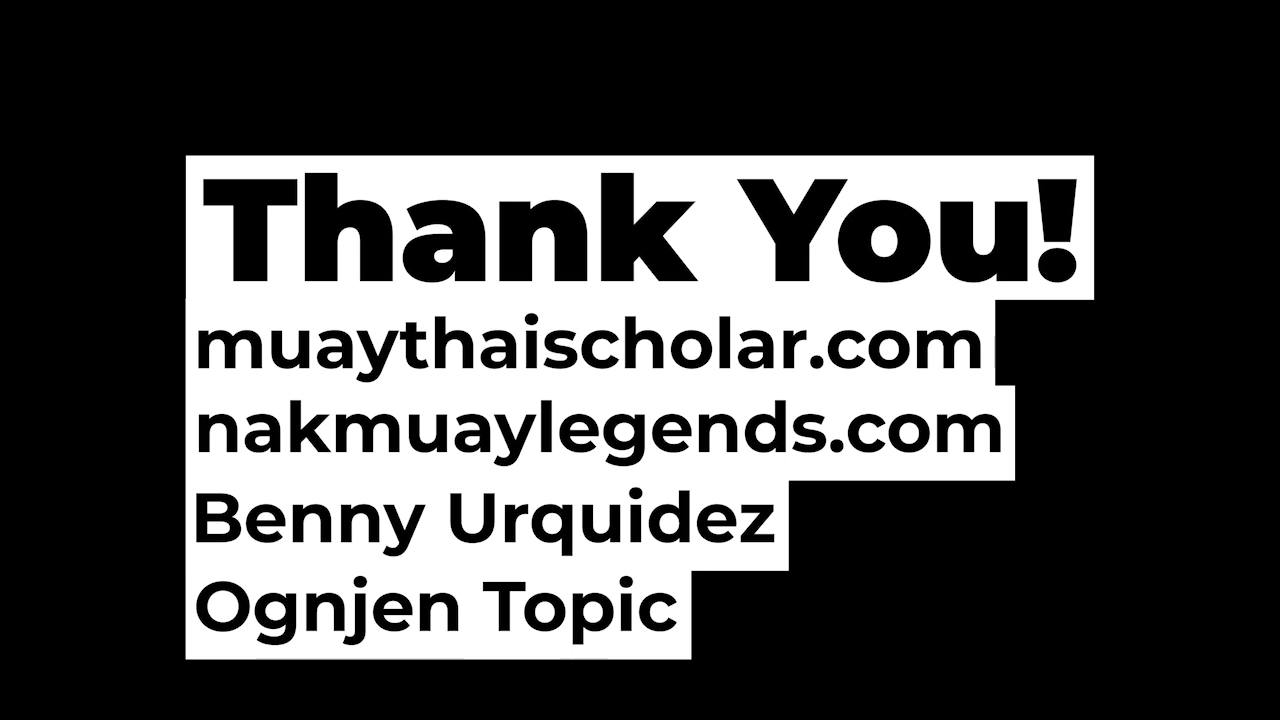 Thank You!
muaythaischolar.com
nakmuaylegends.com
Benny Urquidez
Ognjen Topic